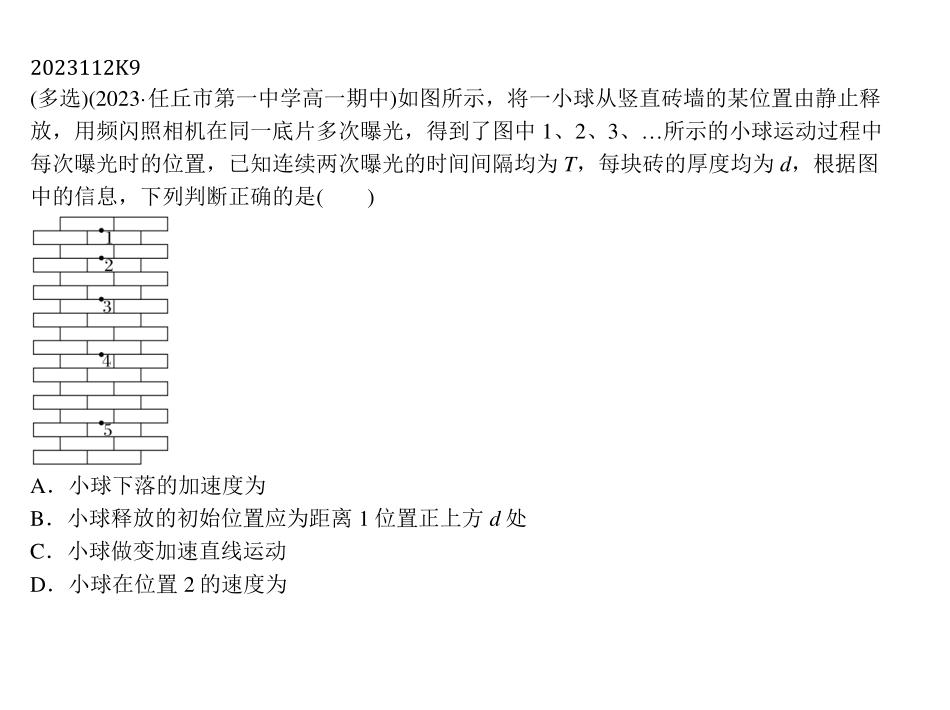 2023112K9
(多选)(2023·任丘市第一中学高一期中)如图所示，将一小球从竖直砖墙的某位置由静止释
放，用频闪照相机在同一底片多次曝光，得到了图中 1、2、3、…所示的小球运动过程中
每次曝光时的位置，已知连续两次曝光的时间间隔均为 T，每块砖的厚度均为 d，根据图
中的信息，下列判断正确的是(　　)
1
2
3
4
5
A．小球下落的加速度为
B．小球释放的初始位置应为距离 1 位置正上方 d 处
C．小球做变加速直线运动
D．小球在位置 2 的速度为